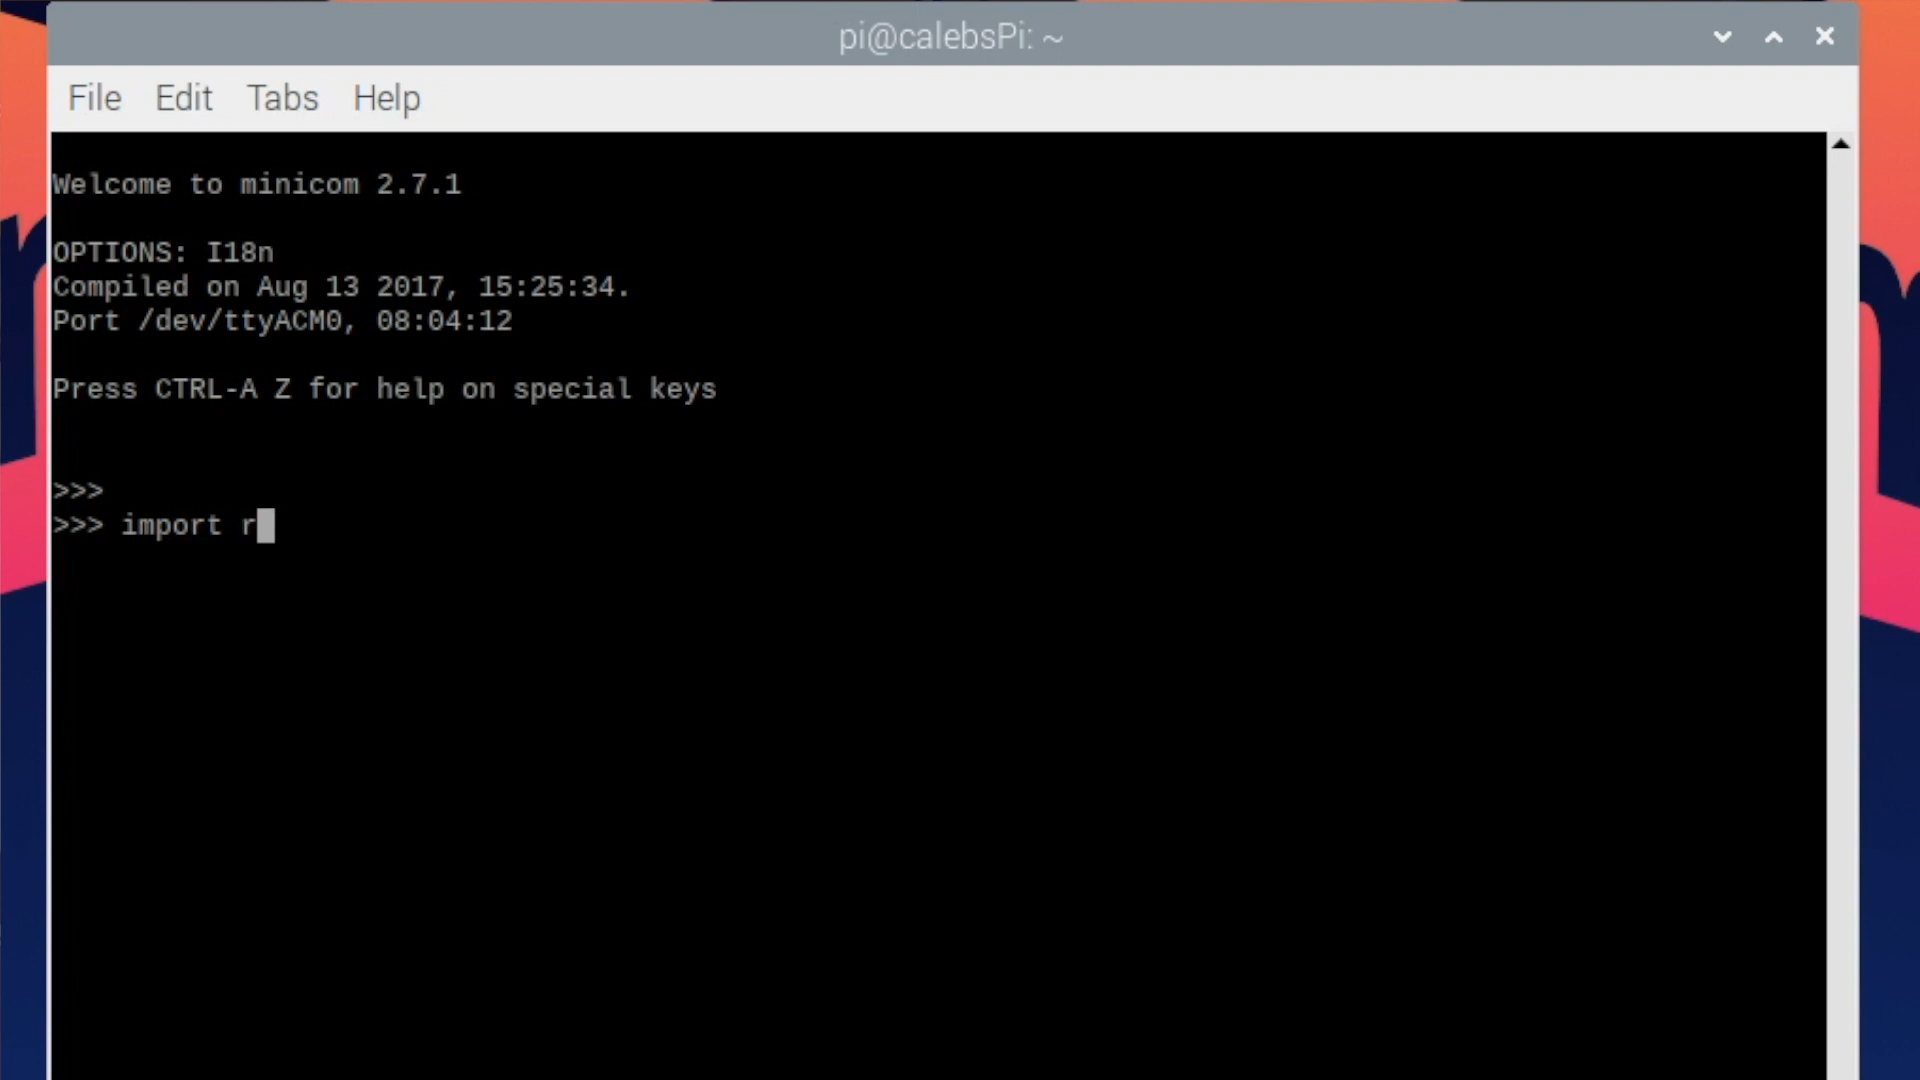 pi@calebsPi: ~
File Edit Tabs Help
Welcome to minicom 2.7.1
OPTIONS: I18n
Compiled on Aug 13 2017, 15:25:34.
Port /dev/ttyACM0, 08:04:12
Press CTRL-A Z for help on special keys
>>>
>>> import r